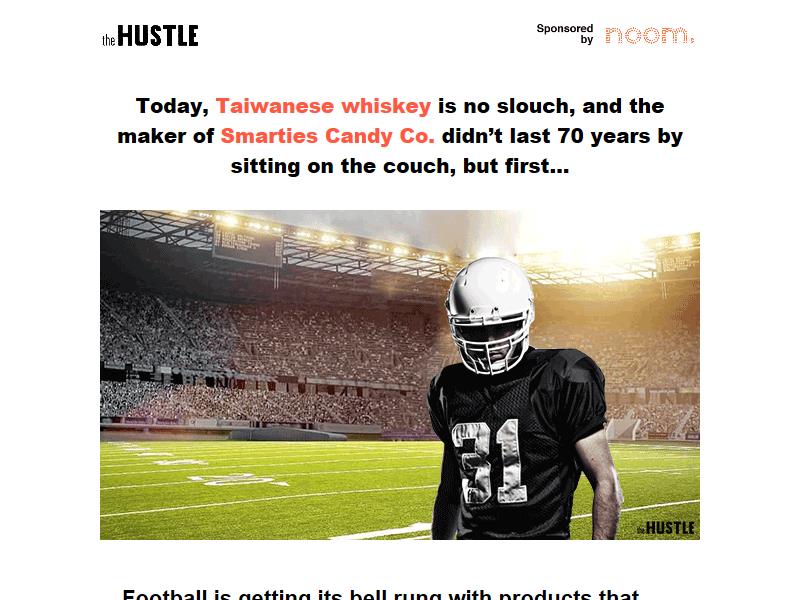 the HUSTLE
Sponsored
by
noom
Today, Taiwanese whiskey is no slouch, and the
maker of Smarties Candy Co. didn’t last 70 years by
sitting on the couch, but first…
31
the HUSTLE
Football is getting its bell rung with products that